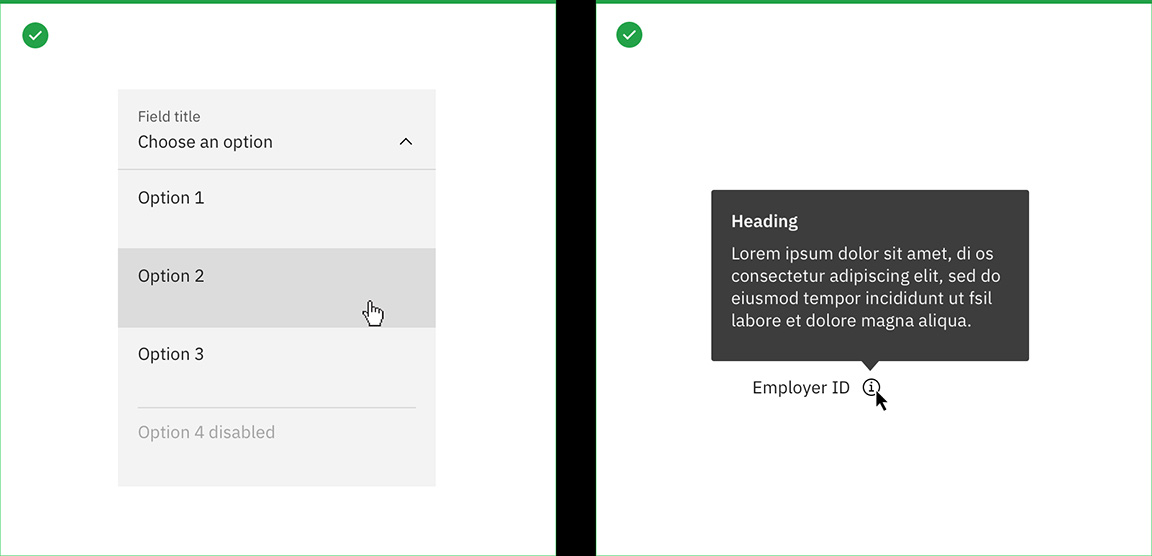 Field title
Choose an option
Option 1
Option 2
Option 3
Option 4 disabled
Heading
Lorem ipsum dolor sit amet, di os
consectetur adipiscing elit, sed do
eiusmod tempor incididunt ut fsil
labore et dolore magna aliqua.
Employer ID